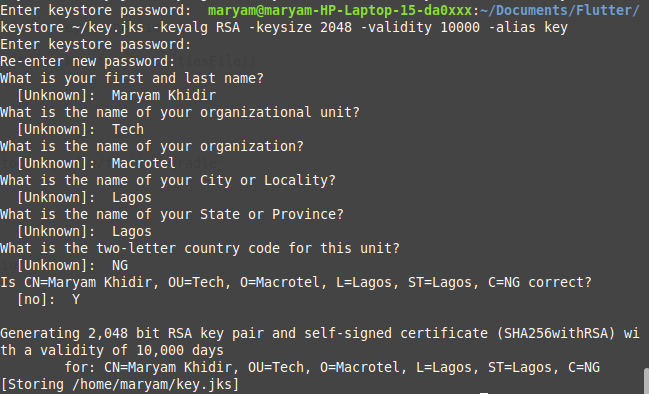 Enter keystore password:  maryam@maryam-HP-Laptop-15-da0xxx:~/Documents/Flutter/
keystore ~/key.jks -keyalg RSA -keysize 2048 -validity 10000 -alias key
Enter keystore password:
Re-enter new password:
What is your first and last name?
  [Unknown]:  Maryam Khidir
What is the name of your organizational unit?
  [Unknown]:  Tech
What is the name of your organization?
  [Unknown]:  Macrotel
What is the name of your City or Locality?
  [Unknown]:  Lagos
What is the name of your State or Province?
  [Unknown]:  Lagos
What is the two-letter country code for this unit?
  [Unknown]:  NG
Is CN=Maryam Khidir, OU=Tech, O=Macrotel, L=Lagos, ST=Lagos, C=NG correct?
  [no]:  Y

Generating 2,048 bit RSA key pair and self-signed certificate (SHA256withRSA) wi
th a validity of 10,000 days
        for: CN=Maryam Khidir, OU=Tech, O=Macrotel, L=Lagos, ST=Lagos, C=NG
[Storing /home/maryam/key.jks]